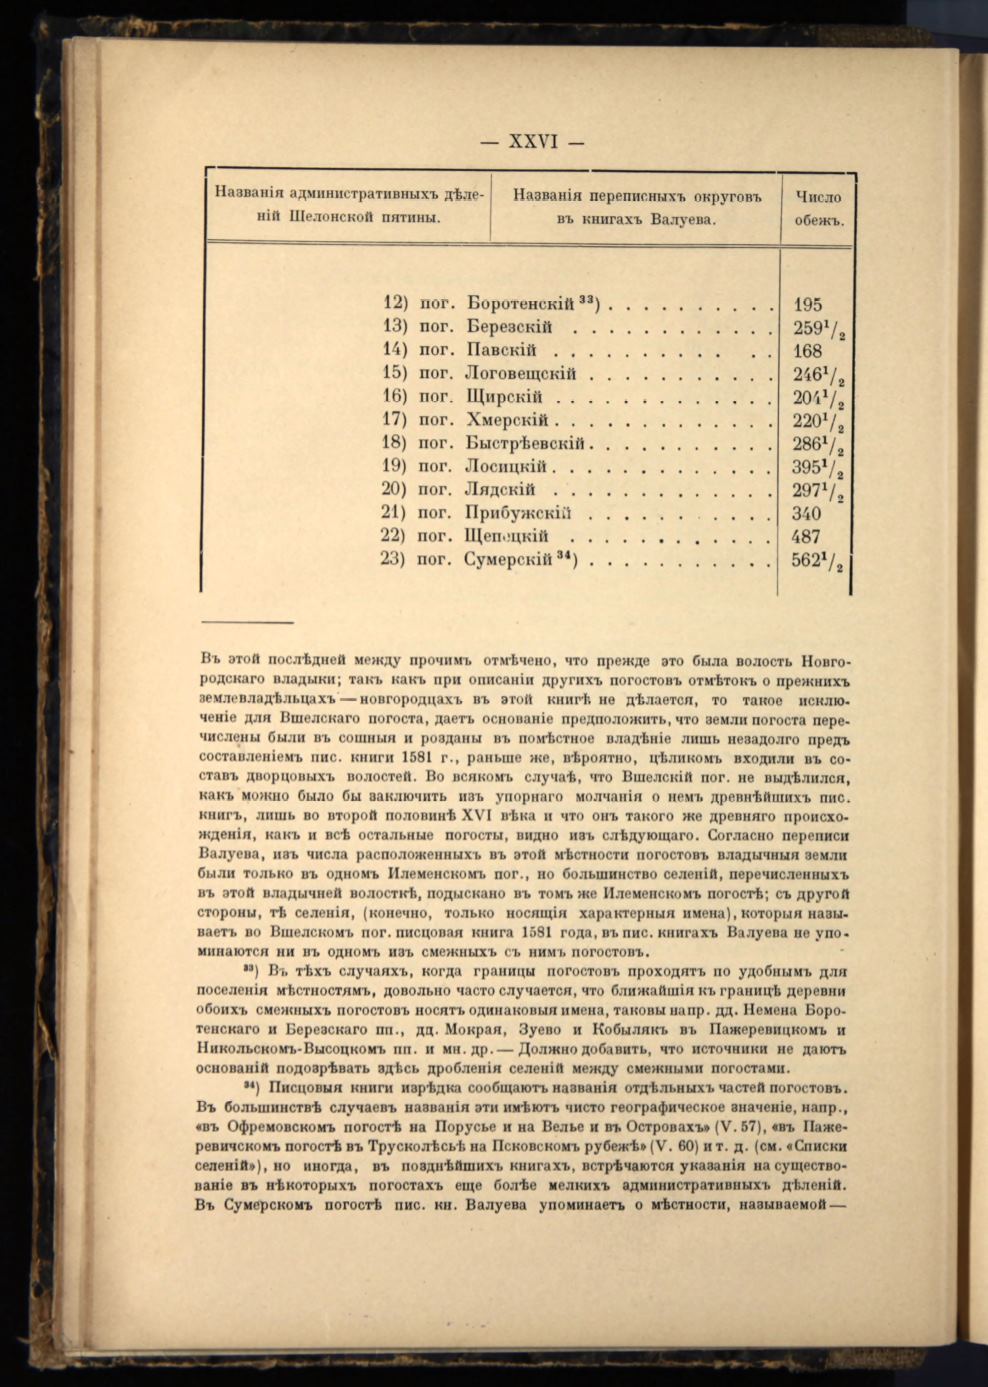 — XXVI —
Названія административныхъ дѣле-
ній Шелонской пятины.
Названія переписныхъ округовъ
въ книгахъ Валуева.
Число
обежъ.
12) пог. Боротенскій ³³) . . . . . . . . . . 195
13) пог. Березскій . . . . . . . . . . . . 259¹/₂
14) пог. Павскій . . . . . . . . . . . 168
15) пог. Логовещскій . . . . . . . . . . . 246¹/₂
16) пог. Щирскій . . . . . . . . . . . . . 204¹/₂
17) пог. Хмерскій . . . . . . . . . . . . . 220¹/₂
18) пог. Быстрѣевскій . . . . . . . . . . . 286¹/₂
19) пог. Лосицкій . . . . . . . . . . . . . 395¹/₂
20) пог. Лядскій . . . . . . . . . . . . . 297¹/₂
21) пог. Прибужскій . . . . . . . . . . . 340
22) пог. Щепецкій . . . . . . . . . . . . 487
23) пог. Сумерскій ³⁴) . . . . . . . . . . . 562¹/₂
Въ этой послѣдней между прочимъ отмѣчено, что прежде это была волость Новго-
родскаго владыки; такъ какъ при описаніи другихъ погостовъ отмѣтокъ о прежнихъ
землевладѣльцахъ — новгородцахъ въ этой книгѣ не дѣлается, то такое исклю-
ченіе для Вшелскаго погоста, даетъ основаніе предположить, что земли погоста пере-
числены были въ сошныя и розданы въ помѣстное владѣніе лишь незадолго предъ
составленіемъ пис. книги 1581 г., раньше же, вѣроятно, цѣликомъ входили въ со-
ставъ дворцовыхъ волостей. Во всякомъ случаѣ, что Вшелскій пог. не выдѣлился,
какъ можно было бы заключить изъ упорнаго молчанія о немъ древнѣйшихъ пис.
книгъ, лишь во второй половинѣ XVI вѣка и что онъ такого же древняго происхо-
жденія, какъ и всѣ остальные погосты, видно изъ слѣдующаго. Согласно переписи
Валуева, изъ числа расположенныхъ въ этой мѣстности погостовъ владычныя земли
были только въ одномъ Илеменскомъ пог., но большинство селеній, перечисленныхъ
въ этой владычней волосткѣ, подыскано въ томъ же Илеменскомъ погостѣ; съ другой
стороны, тѣ селенія, (конечно, только носящія характерныя имена), которыя назы-
ваетъ во Вшелскомъ пог. писцовая книга 1581 года, въ пис. книгахъ Валуева не упо-
минаются ни въ одномъ изъ смежныхъ съ нимъ погостовъ.
³³) Въ тѣхъ случаяхъ, когда границы погостовъ проходятъ по удобнымъ для
поселенія мѣстностямъ, довольно часто случается, что ближайшія къ границѣ деревни
обоихъ смежныхъ погостовъ носятъ одинаковыя имена, таковы напр. дд. Немена Боро-
тенскаго и Березскаго пп., дд. Мокрая, Зуево и Кобылякъ въ Пажеревицкомъ и
Никольскомъ-Высоцкомъ пп. и мн. др. — Должно добавить, что источники не даютъ
основаній подозрѣвать здѣсь дробленія селеній между смежными погостами.
³⁴) Писцовыя книги изрѣдка сообщаютъ названія отдѣльныхъ частей погостовъ.
Въ большинствѣ случаевъ названія эти имѣютъ чисто географическое значеніе, напр.,
«въ Офремовскомъ погостѣ на Порусье и на Велье и въ Островахъ» (V. 57), «въ Паже-
ревичскомъ погостѣ въ Трусколѣсьѣ на Псковскомъ рубежѣ» (V. 60) и т. д. (см. «Списки
селеній»), но иногда, въ позднѣйшихъ книгахъ, встрѣчаются указанія на существо-
ваніе въ нѣкоторыхъ погостахъ еще болѣе мелкихъ административныхъ дѣленій.
Въ Сумерскомъ погостѣ пис. кн. Валуева упоминаетъ о мѣстности, называемой —